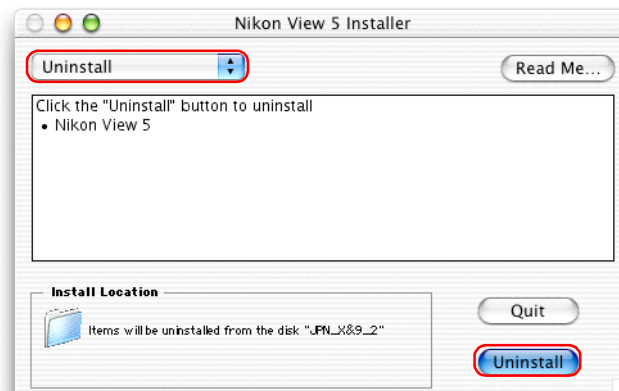 Nikon View 5 Installer
Uninstall
Read Me...
Click the "Uninstall" button to uninstall
• Nikon View 5
Install Location
Items will be uninstalled from the disk "JPN_X&9_2"
Quit
Uninstall